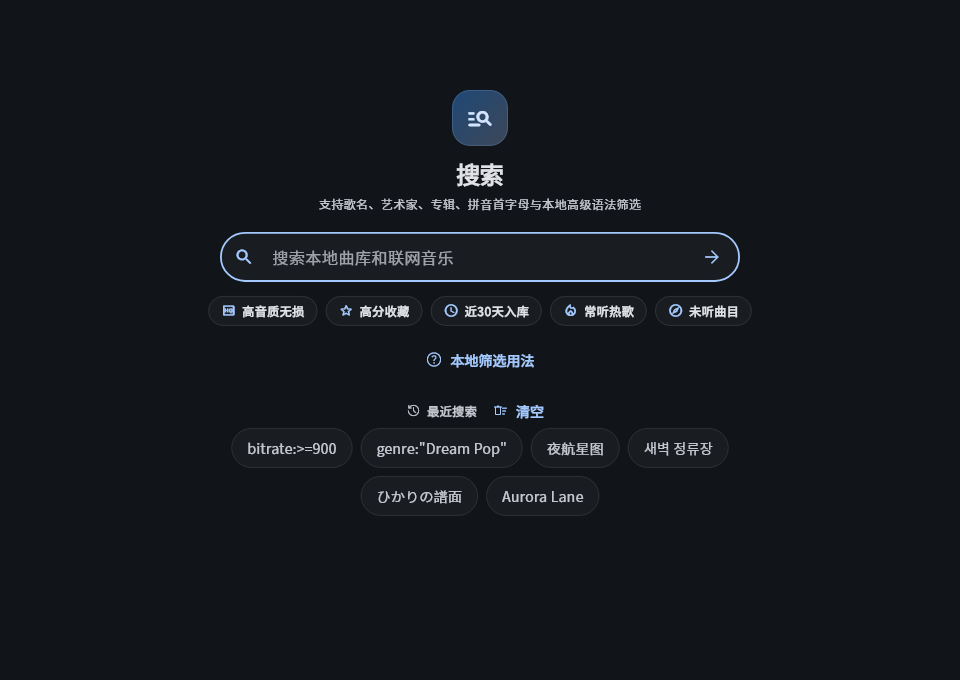 搜索
支持歌名、艺术家、专辑、拼音首字母与本地高级语法筛选
搜索本地曲库和联网音乐
高音质无损 高分收藏 近30天入库 常听热歌 未听曲目
本地筛选用法
最近搜索 清空
bitrate:>=900 genre:"Dream Pop" 夜航星图 새벽 정류장
ひかりの譜面 Aurora Lane